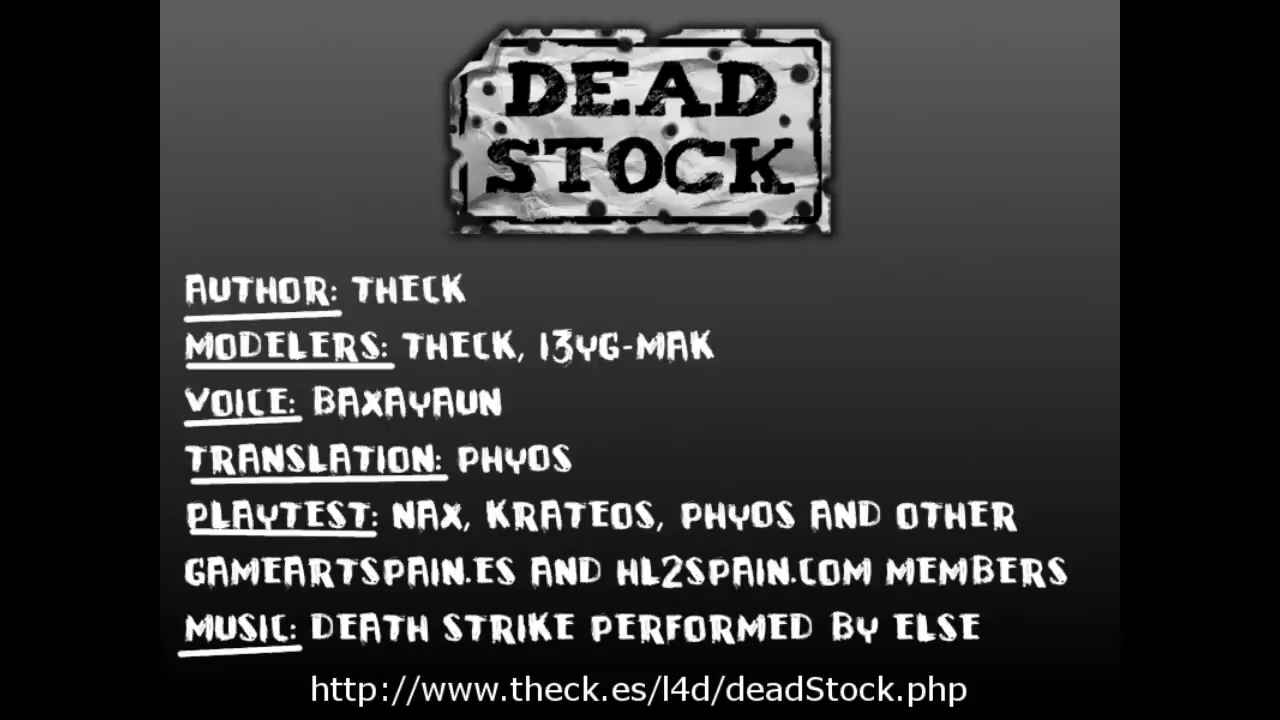 DEAD
STOCK
AUTHOR: THECK
MODELERS: THECK, 13YG-MAK
VOICE: BAXAYAUN
TRANSLATION: PHYOS
PLAYTEST: NAX, KRATEOS, PHYOS AND OTHER
GAMEARTSPAIN.ES AND HL2SPAIN.COM MEMBERS
MUSIC: DEATH STRIKE PERFORMED BY ELSE
http://www.theck.es/l4d/deadStock.php